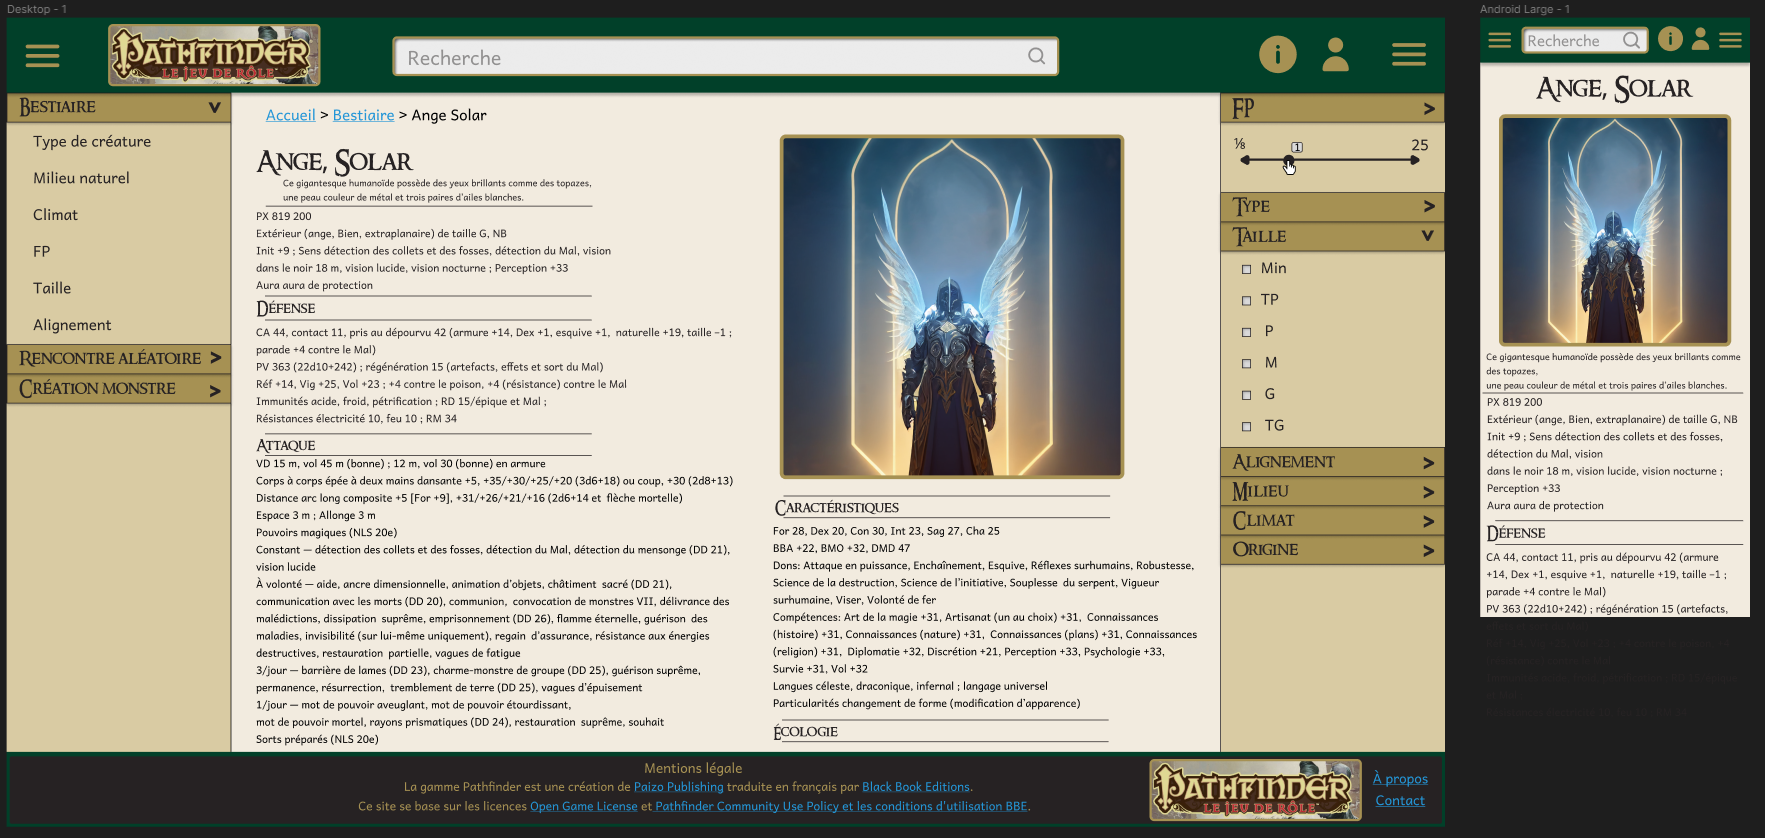 Desktop - 1
PATHFINDER
LE JEU DE RÔLE
Recherche
i
BESTIAIRE
Type de créature
Milieu naturel
Climat
FP
Taille
Alignement
RENCONTRE ALÉATOIRE
CRÉATION MONSTRE
Accueil > Bestiaire > Ange Solar
ANGE, SOLAR
Ce gigantesque humanoïde possède des yeux brillants comme des topazes,
une peau couleur de métal et trois paires d'ailes blanches.
PX 819 200
Extérieur (ange, Bien, extraplanaire) de taille G, NB
Init +9 ; Sens détection des collets et des fosses, détection du Mal, vision
dans le noir 18 m, vision lucide, vision nocturne ; Perception +33
Aura aura de protection
DÉFENSE
CA 44, contact 11, pris au dépourvu 42 (armure +14, Dex +1, esquive +1, naturelle +19, taille –1 ;
parade +4 contre le Mal)
PV 363 (22d10+242) ; régénération 15 (artefacts, effets et sort du Mal)
Réf +14, Vig +25, Vol +23 ; +4 contre le poison, +4 (résistance) contre le Mal
Immunités acide, froid, pétrification ; RD 15/épique et Mal ;
Résistances électricité 10, feu 10 ; RM 34
ATTAQUE
VD 15 m, vol 45 m (bonne) ; 12 m, vol 30 (bonne) en armure
Corps à corps épée à deux mains dansante +5, +35/+30/+25/+20 (3d6+18) ou coup, +30 (2d8+13)
Distance arc long composite +5 [For +9], +31/+26/+21/+16 (2d6+14 et flèche mortelle)
Espace 3 m ; Allonge 3 m
Pouvoirs magiques (NLS 20e)
Constant — détection des collets et des fosses, détection du Mal, détection du mensonge (DD 21),
vision lucide
À volonté — aide, ancre dimensionnelle, animation d'objets, châtiment sacré (DD 21),
communication avec les morts (DD 20), communion, convocation de monstres VII, délivrance des
malédictions, dissipation suprême, emprisonnement (DD 26), flamme éternelle, guérison des
maladies, invisibilité (sur lui-même uniquement), regain d'assurance, résistance aux énergies
destructives, restauration partielle, vagues de fatigue
3/jour — barrière de lames (DD 23), charme-monstre de groupe (DD 25), guérison suprême,
permanence, résurrection, tremblement de terre (DD 25), vagues d'épuisement
1/jour — mot de pouvoir aveuglant, mot de pouvoir étourdissant,
mot de pouvoir mortel, rayons prismatiques (DD 24), restauration suprême, souhait
Sorts préparés (NLS 20e)
CARACTÉRISTIQUES
For 28, Dex 20, Con 30, Int 23, Sag 27, Cha 25
BBA +22, BMO +32, DMD 47
Dons: Attaque en puissance, Enchaînement, Esquive, Réflexes surhumains, Robustesse,
Science de la destruction, Science de l'initiative, Souplesse du serpent, Vigueur
surhumaine, Viser, Volonté de fer
Compétences: Art de la magie +31, Artisanat (un au choix) +31, Connaissances
(histoire) +31, Connaissances (nature) +31, Connaissances (plans) +31, Connaissances
(religion) +31, Diplomatie +32, Discrétion +21, Perception +33, Psychologie +33,
Survie +31, Vol +32
Langues céleste, draconique, infernal ; langage universel
Particularités changement de forme (modification d'apparence)
ÉCOLOGIE
FP
⅛ 1 25
TYPE
TAILLE
Min
TP
P
M
G
TG
ALIGNEMENT
MILIEU
CLIMAT
ORIGINE
Mentions légale
La gamme Pathfinder est une création de Paizo Publishing traduite en français par Black Book Editions.
Ce site se base sur les licences Open Game License et Pathfinder Community Use Policy et les conditions d'utilisation BBE.
PATHFINDER
LE JEU DE RÔLE
À propos
Contact
Android Large - 1
Recherche
i
ANGE, SOLAR
Ce gigantesque humanoïde possède des yeux brillants comme
des topazes,
une peau couleur de métal et trois paires d'ailes blanches.
PX 819 200
Extérieur (ange, Bien, extraplanaire) de taille G, NB
Init +9 ; Sens détection des collets et des fosses,
détection du Mal, vision
dans le noir 18 m, vision lucide, vision nocturne ;
Perception +33
Aura aura de protection
DÉFENSE
CA 44, contact 11, pris au dépourvu 42 (armure
+14, Dex +1, esquive +1, naturelle +19, taille –1 ;
parade +4 contre le Mal)
PV 363 (22d10+242) ; régénération 15 (artefacts,